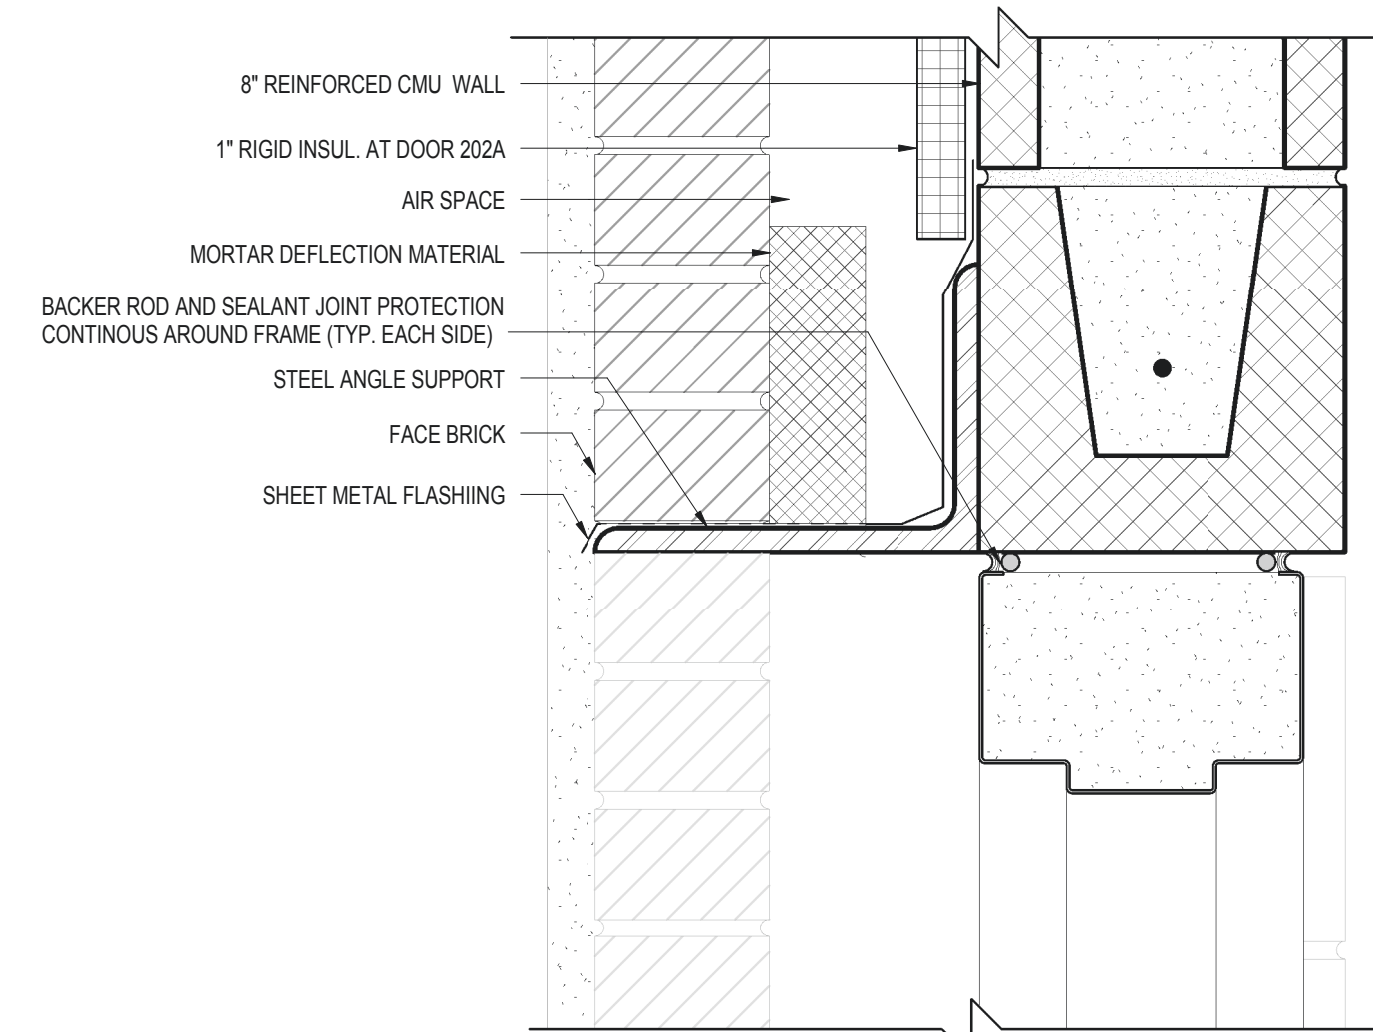 8" REINFORCED CMU WALL
1" RIGID INSUL. AT DOOR 202A
AIR SPACE
MORTAR DEFLECTION MATERIAL
BACKER ROD AND SEALANT JOINT PROTECTION
CONTINOUS AROUND FRAME (TYP. EACH SIDE)
STEEL ANGLE SUPPORT
FACE BRICK
SHEET METAL FLASHIING